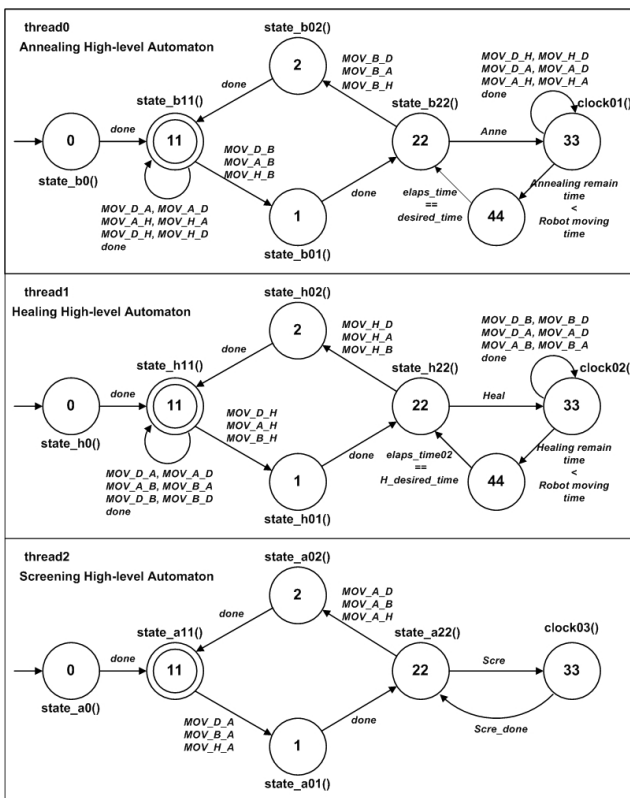 thread0
Annealing High-level Automaton
state_b02()
2
MOV_B_D
MOV_B_A
MOV_B_H
done
state_b11()
state_b22()
MOV_D_H, MOV_H_D
MOV_D_A, MOV_A_D
MOV_A_H, MOV_H_A
done
clock01()
0
done
11
22
Anne
33
state_b0()
MOV_D_B
MOV_A_B
MOV_H_B
MOV_D_A, MOV_A_D
MOV_A_H, MOV_H_A
MOV_D_H, MOV_H_D
done
1
done
state_b01()
elaps_time
==
desired_time
44
Annealing remain
time
<
Robot moving
time
thread1
Healing High-level Automaton
state_h02()
2
MOV_H_D
MOV_H_A
MOV_H_B
done
state_h11()
state_h22()
MOV_D_B, MOV_B_D
MOV_D_A, MOV_A_D
MOV_A_B, MOV_B_A
done
clock02()
0
done
11
22
Heal
33
state_h0()
MOV_D_H
MOV_A_H
MOV_B_H
MOV_D_A, MOV_A_D
MOV_A_B, MOV_B_A
MOV_D_B, MOV_B_D
done
1
done
state_h01()
elaps_time02
==
H_desired_time
44
Healing remain
time
<
Robot moving
time
thread2
Screening High-level Automaton
state_a02()
2
MOV_A_D
MOV_A_B
MOV_A_H
done
state_a11()
state_a22()
clock03()
0
done
11
22
Scre
33
state_a0()
MOV_D_A
MOV_B_A
MOV_H_A
1
done
Scre_done
state_a01()